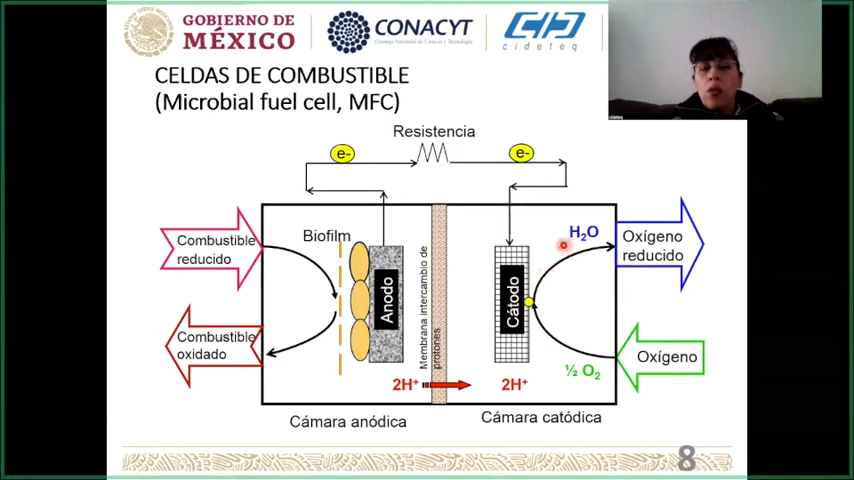 GOBIERNO DE
MÉXICO
CONACYT
Consejo Nacional de Ciencia y Tecnología
cideteq
CELDAS DE COMBUSTIBLE
(Microbial fuel cell, MFC)
Resistencia
e-
e-
Combustible
reducido
Biofilm
Anodo
Membrana intercambio de
protones
Cátodo
H₂O
Oxígeno
reducido
Combustible
oxidado
½ O₂
Oxígeno
2H⁺
2H⁺
Cámara anódica
Cámara catódica
8